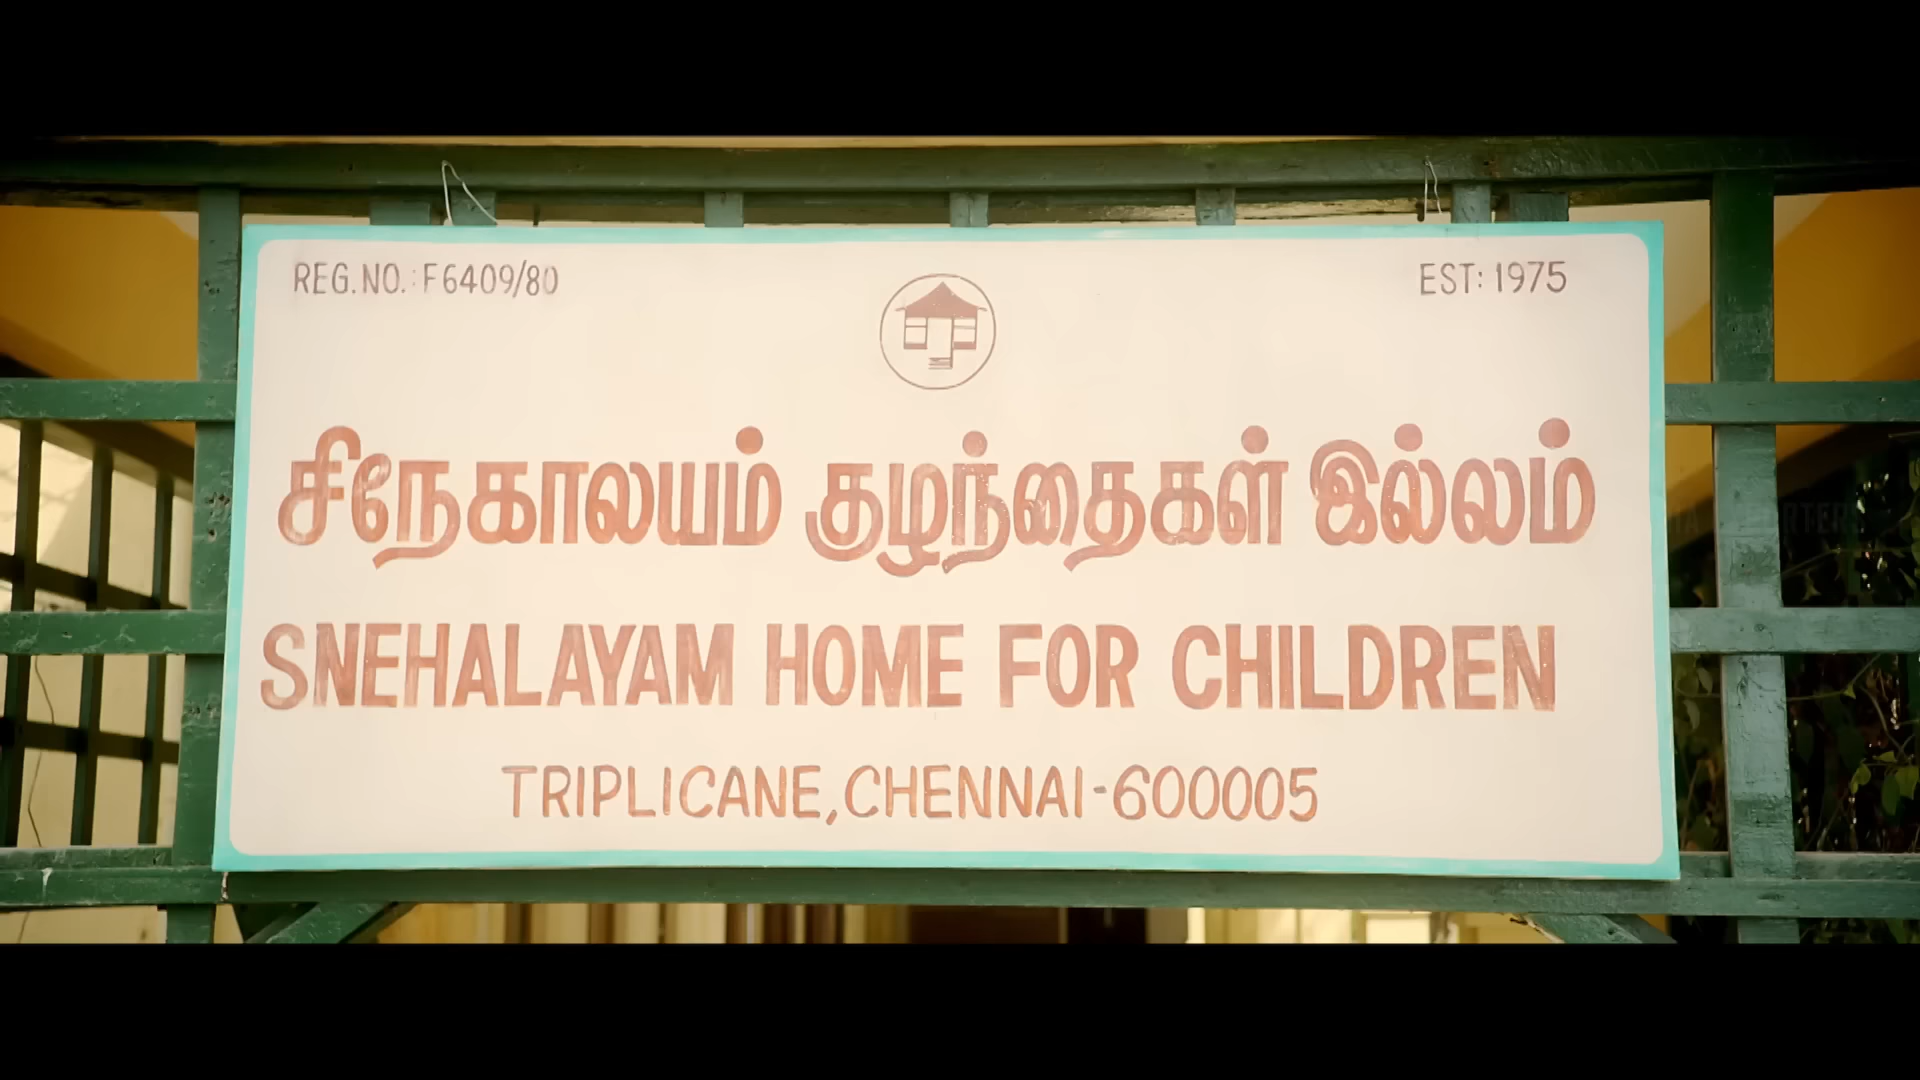 REG.NO.:F6409/80
EST: 1975
சிநேகாலயம் குழந்தைகள் இல்லம்
SNEHALAYAM HOME FOR CHILDREN
TRIPLICANE, CHENNAI-600005